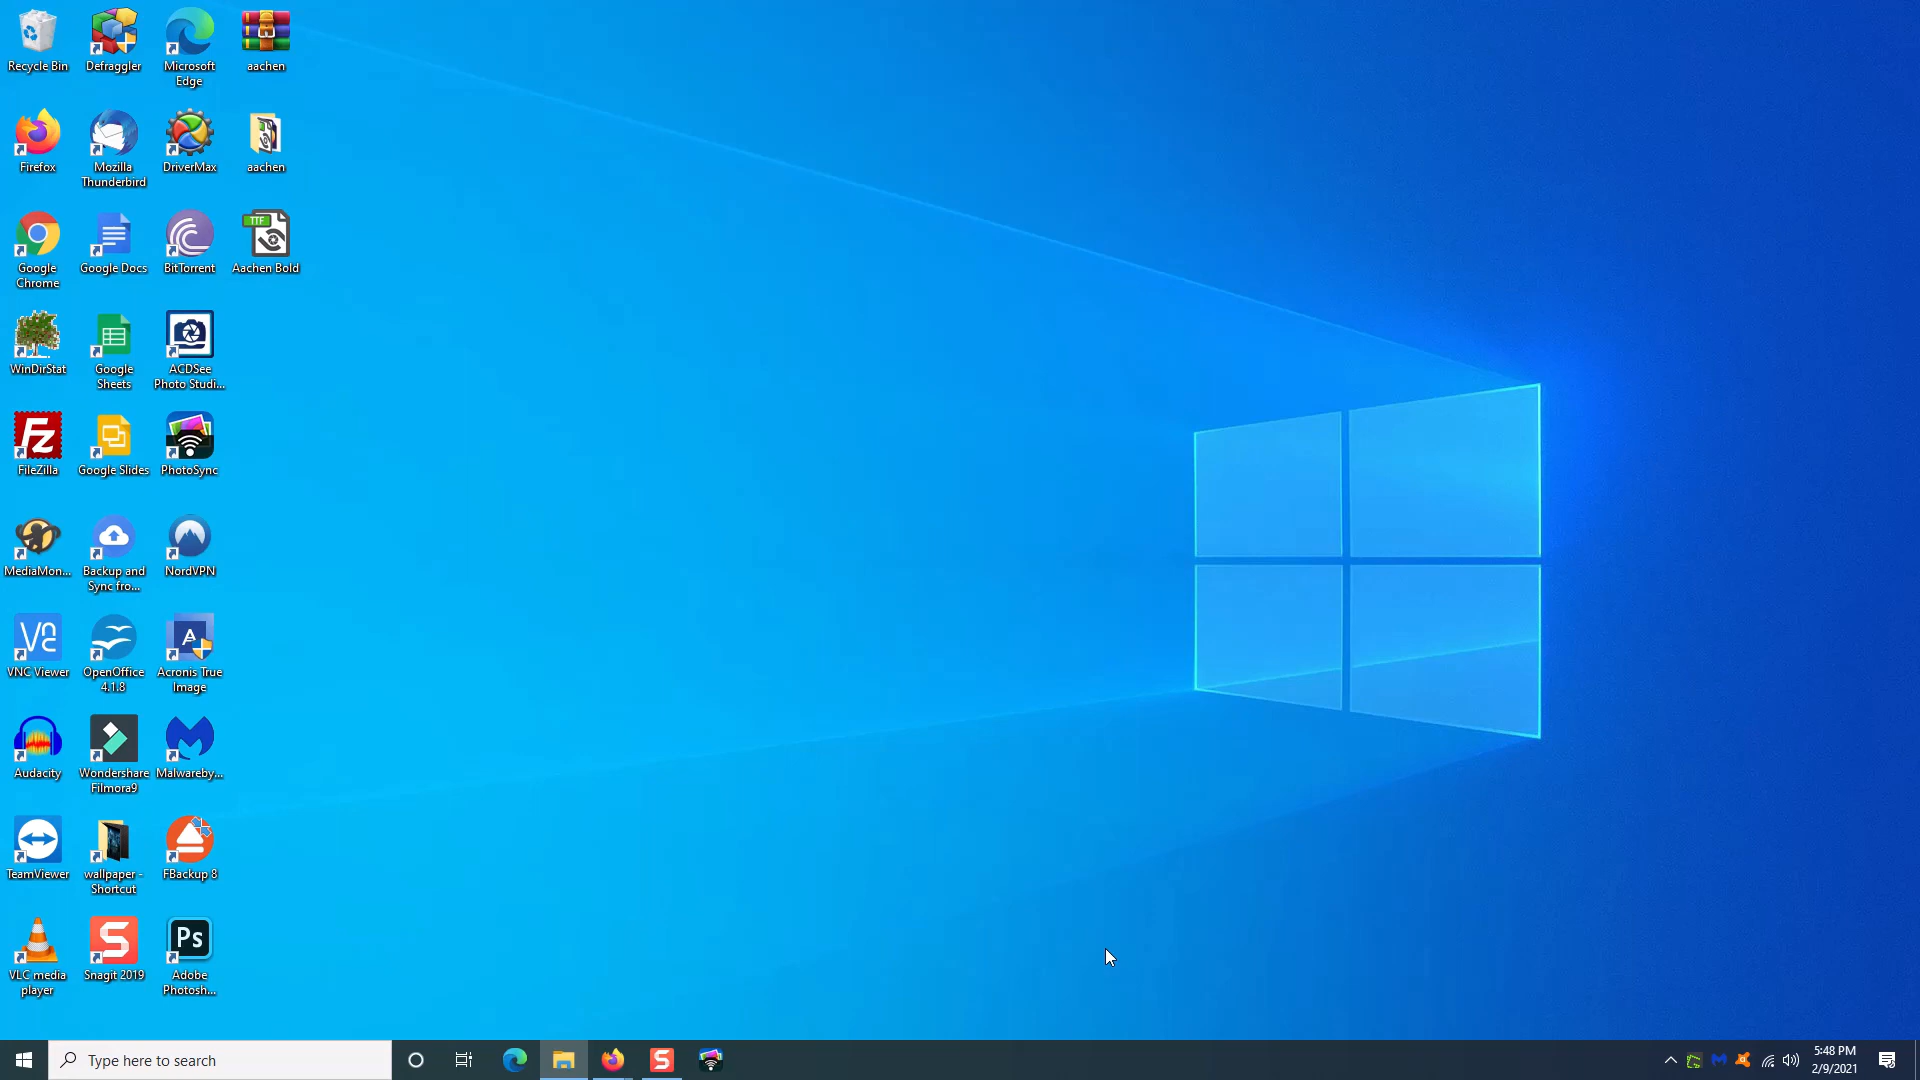 Recycle Bin
Defraggler
Microsoft
Edge
aachen
Firefox
Mozilla
Thunderbird
DriverMax
aachen
Google
Chrome
Google Docs
BitTorrent
TTF
Aachen Bold
WinDirStat
Google
Sheets
ACDSee
Photo Studi...
Fz
FileZilla
Google Slides
PhotoSync
MediaMon...
Backup and
Sync fro...
NordVPN
VNC Viewer
OpenOffice
4.1.8
A
Acronis True
Image
Audacity
Wondershare
Filmora9
Malwareby...
TeamViewer
wallpaper -
Shortcut
FBackup 8
VLC media
player
S
Snagit 2019
Ps
Adobe
Photosh...
Type here to search
S
5:48 PM
2/9/2021